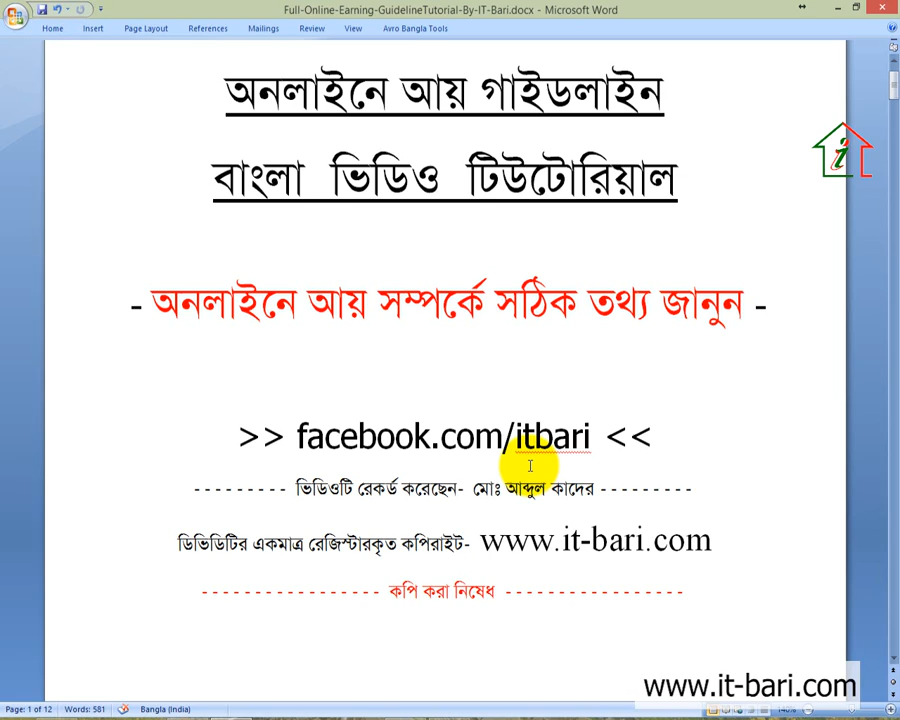 Full-Online-Earning-GuidelineTutorial-By-IT-Bari.docx - Microsoft Word
Home Insert Page Layout References Mailings Review View Avro Bangla Tools
অনলাইনে আয় গাইডলাইন
বাংলা ভিডিও টিউটোরিয়াল
- অনলাইনে আয় সম্পর্কে সঠিক তথ্য জানুন -
>> facebook.com/itbari <<
- - - - - - - - - ভিডিওটি রেকর্ড করেছেন- মোঃ আব্দুল কাদের - - - - - - - - -
ডিভিডিটির একমাত্র রেজিস্টারকৃত কপিরাইট- www.it-bari.com
- - - - - - - - - - - - - - - - - কপি করা নিষেধ - - - - - - - - - - - - - - - - -
www.it-bari.com
Page: 1 of 12 Words: 581 Bangla (India)